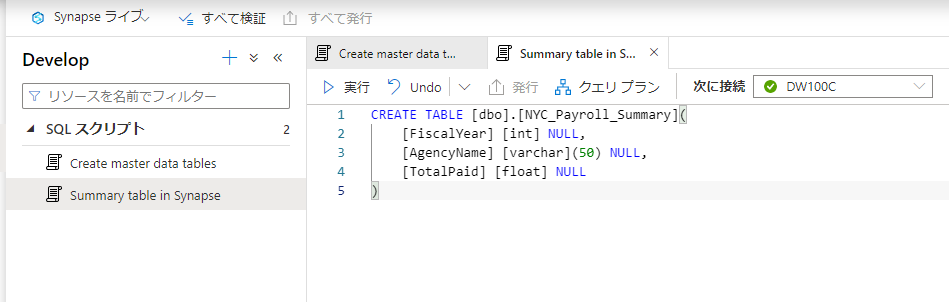 Synapse ライブ すべて検証 すべて発行
Develop
リソースを名前でフィルター
SQL スクリプト 2
Create master data tables
Summary table in Synapse
Create master data t... Summary table in S...
実行 Undo 発行 クエリ プラン 次に接続 DW100C
1 CREATE TABLE [dbo].[NYC_Payroll_Summary](
2 [FiscalYear] [int] NULL,
3 [AgencyName] [varchar](50) NULL,
4 [TotalPaid] [float] NULL
5 )